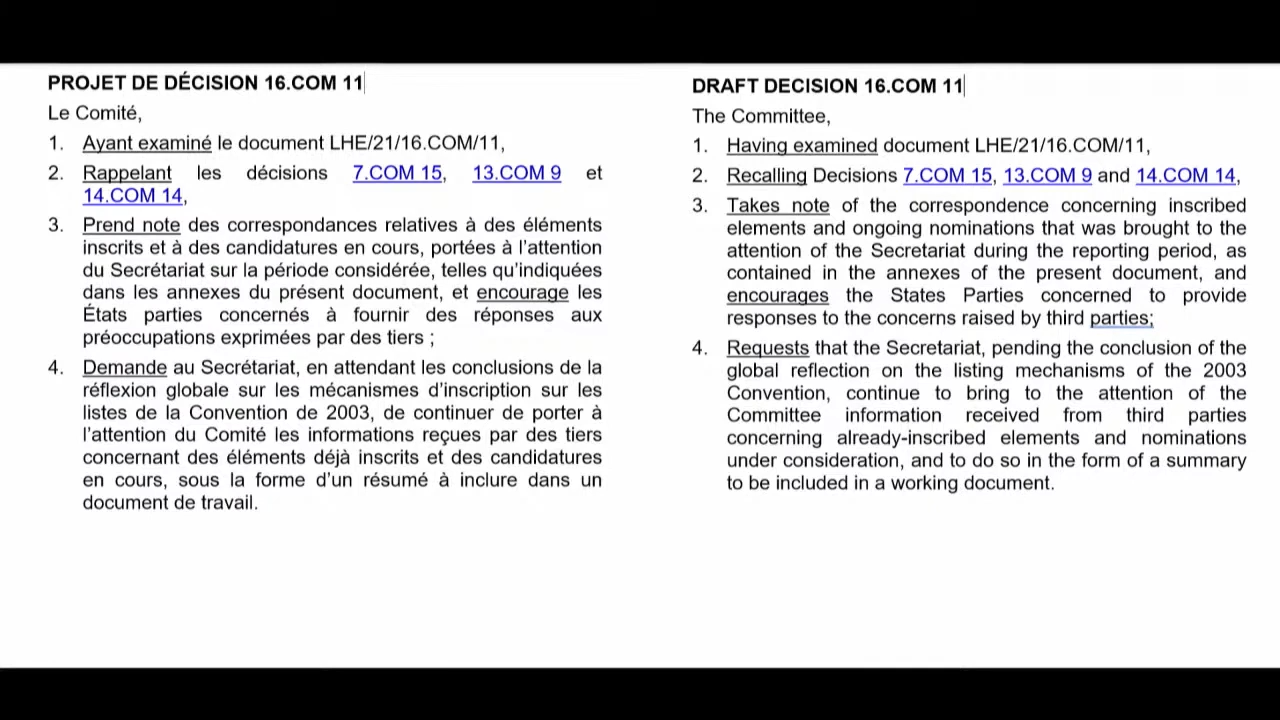 PROJET DE DÉCISION 16.COM 11
Le Comité,
1. Ayant examiné le document LHE/21/16.COM/11,
2. Rappelant les décisions 7.COM 15, 13.COM 9 et
14.COM 14,
3. Prend note des correspondances relatives à des éléments
inscrits et à des candidatures en cours, portées à l'attention
du Secrétariat sur la période considérée, telles qu'indiquées
dans les annexes du présent document, et encourage les
États parties concernés à fournir des réponses aux
préoccupations exprimées par des tiers ;
4. Demande au Secrétariat, en attendant les conclusions de la
réflexion globale sur les mécanismes d'inscription sur les
listes de la Convention de 2003, de continuer de porter à
l'attention du Comité les informations reçues par des tiers
concernant des éléments déjà inscrits et des candidatures
en cours, sous la forme d'un résumé à inclure dans un
document de travail.
DRAFT DECISION 16.COM 11
The Committee,
1. Having examined document LHE/21/16.COM/11,
2. Recalling Decisions 7.COM 15, 13.COM 9 and 14.COM 14,
3. Takes note of the correspondence concerning inscribed
elements and ongoing nominations that was brought to the
attention of the Secretariat during the reporting period, as
contained in the annexes of the present document, and
encourages the States Parties concerned to provide
responses to the concerns raised by third parties;
4. Requests that the Secretariat, pending the conclusion of the
global reflection on the listing mechanisms of the 2003
Convention, continue to bring to the attention of the
Committee information received from third parties
concerning already-inscribed elements and nominations
under consideration, and to do so in the form of a summary
to be included in a working document.